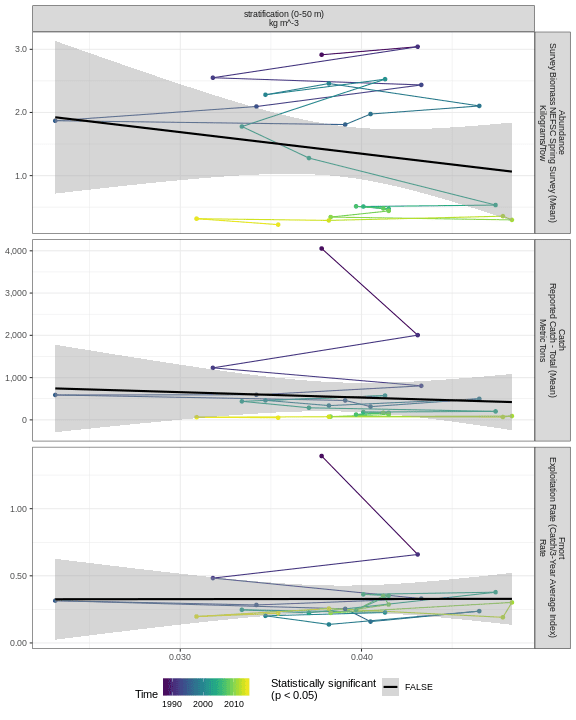 stratification (0-50 m)
kg m^-3
3.0
2.0
1.0
Abundance
Survey Biomass NEFSC Spring Survey (Mean)
Kilograms/Tow
4,000
3,000
2,000
1,000
0
Catch
Reported Catch - Total (Mean)
Metric Tons
1.00
0.50
0.00
Fmort
Exploitation Rate (Catch/3-Year Average Index)
Rate
0.030
0.040
Time
1990
2000
2010
Statistically significant
(p < 0.05)
FALSE